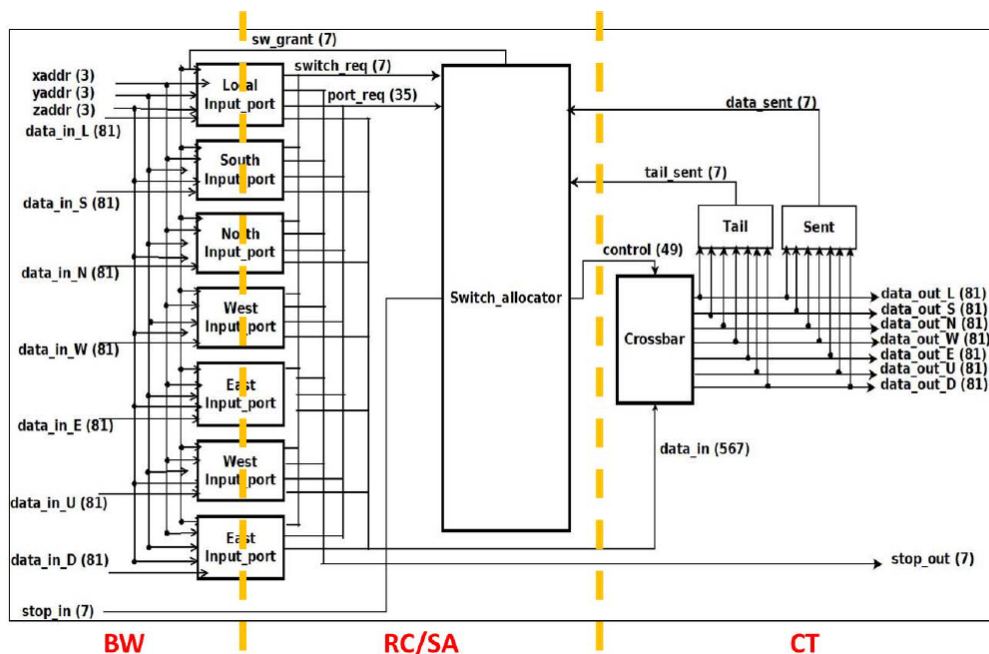 sw_grant (7)
xaddr (3)
yaddr (3)
zaddr (3)
data_in_L (81)
Local
Input_port
switch_req (7)
port_req (35)
data_sent (7)
South
Input_port
data_in_S (81)
tail_sent (7)
Tail
Sent
North
Input_port
data_in_N (81)
control (49)
West
Input_port
data_in_W (81)
Switch_allocator
Crossbar
data_out_L (81)
data_out_S (81)
data_out_N (81)
data_out_W (81)
data_out_E (81)
data_out_U (81)
data_out_D (81)
East
Input_port
data_in_E (81)
data_in (567)
West
Input_port
data_in_U (81)
East
Input_port
data_in_D (81)
stop_out (7)
stop_in (7)
BW
RC/SA
CT